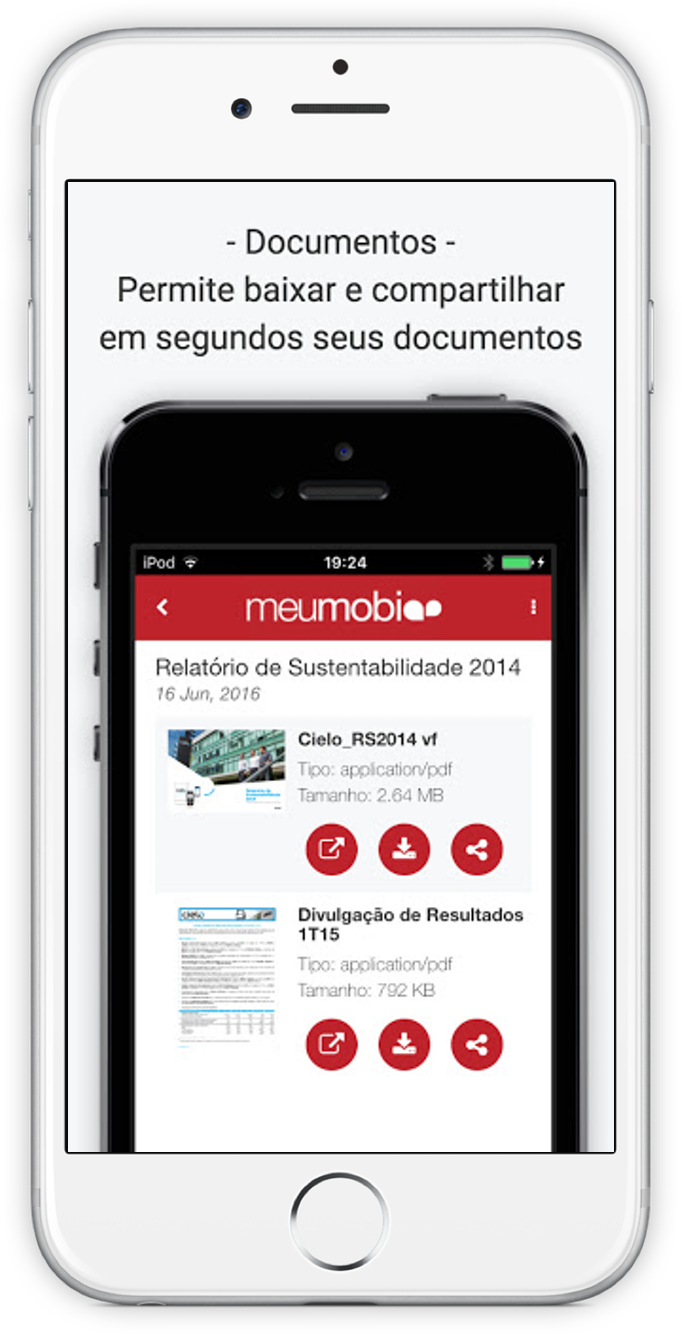 - Documentos -
Permite baixar e compartilhar
em segundos seus documentos
iPod 19:24
meumobi
Relatório de Sustentabilidade 2014
16 Jun, 2016
Cielo_RS2014 vf
Tipo: application/pdf
Tamanho: 2.64 MB
Divulgação de Resultados
1T15
Tipo: application/pdf
Tamanho: 792 KB